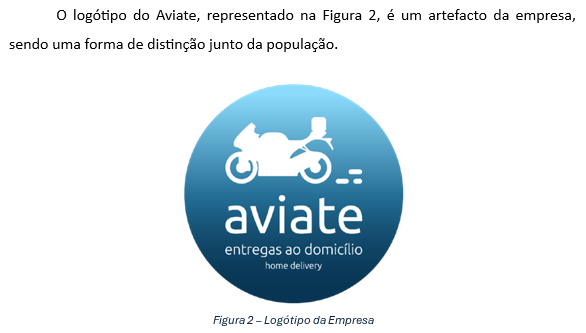 O logótipo do Aviate, representado na Figura 2, é um artefacto da empresa,
sendo uma forma de distinção junto da população.
aviate
entregas ao domicílio
home delivery
Figura 2 – Logótipo da Empresa